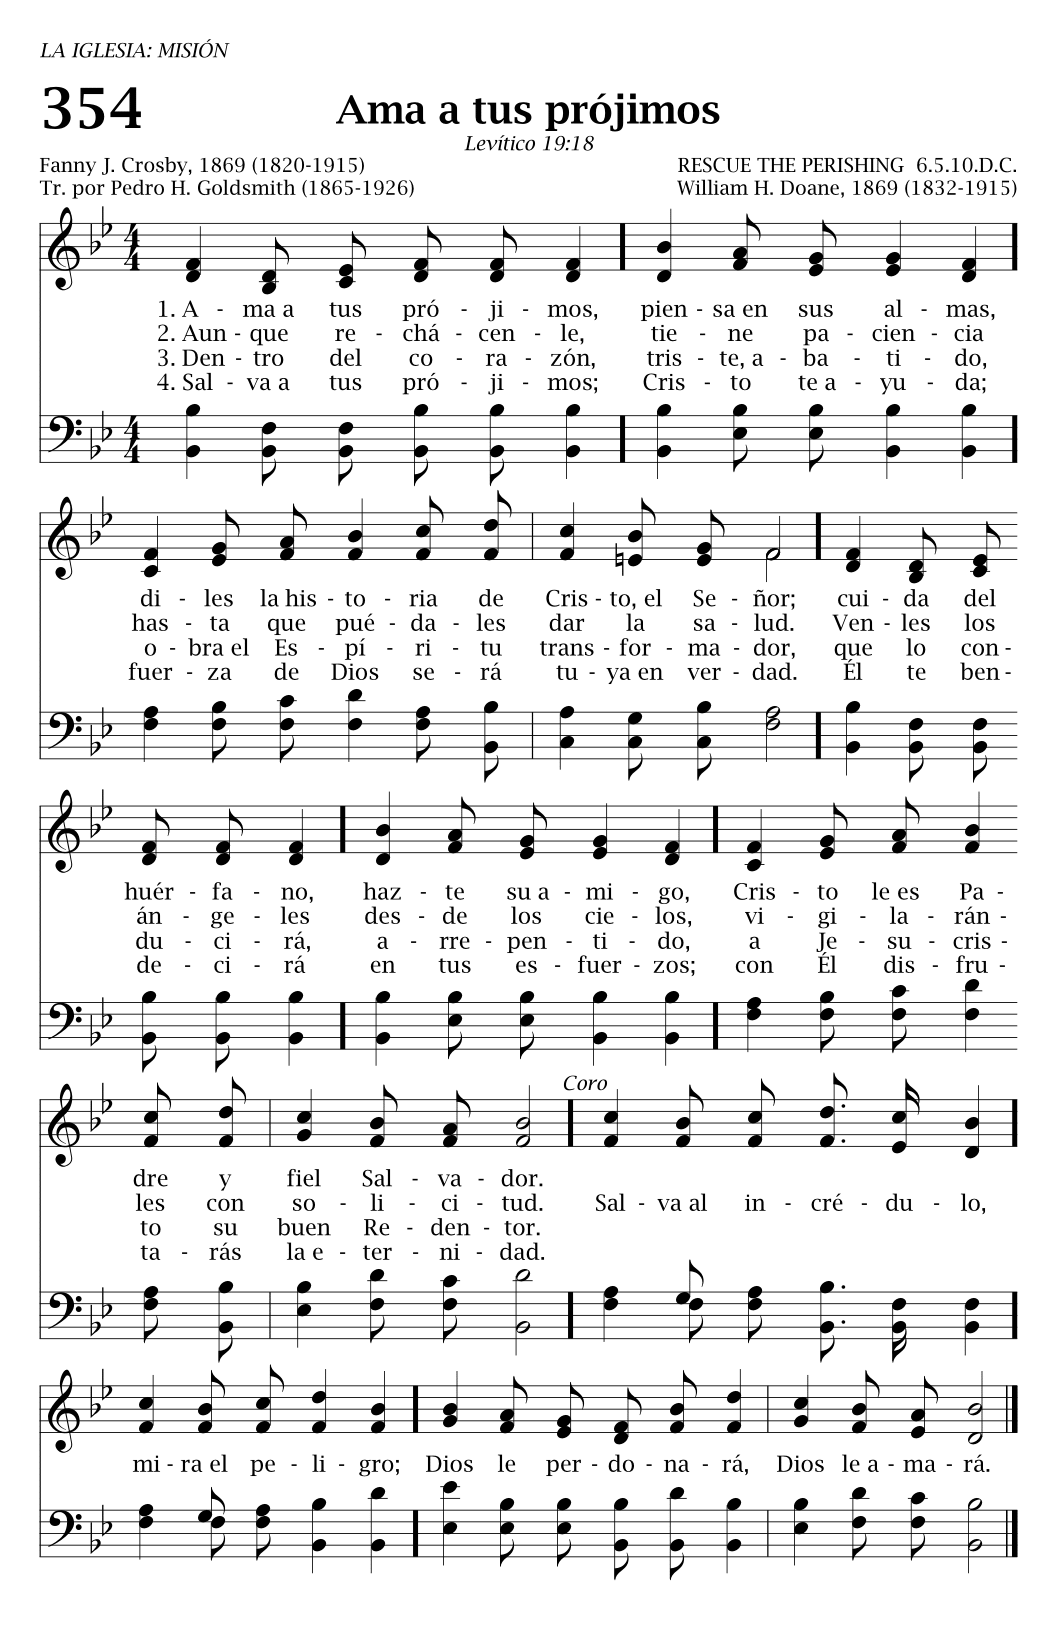 LA IGLESIA: MISIÓN
354
Ama a tus prójimos
Levítico 19:18
Fanny J. Crosby, 1869 (1820-1915)
RESCUE THE PERISHING 6.5.10.D.C.
Tr. por Pedro H. Goldsmith (1865-1926)
William H. Doane, 1869 (1832-1915)
1. A - ma a tus pró - ji - mos, pien - sa en sus al - mas,
2. Aun - que re - chá - cen - le, tie - ne pa - cien - cia
3. Den - tro del co - ra - zón, tris - te, a - ba - ti - do,
4. Sal - va a tus pró - ji - mos; Cris - to te a - yu - da;
di - les la his - to - ria de Cris - to, el Se - ñor; cui - da del
has - ta que pué - da - les dar la sa - lud. Ven - les los
o - bra el Es - pí - ri - tu trans - for - ma - dor, que lo con -
fuer - za de Dios se - rá tu - ya en ver - dad. Él te ben -
huér - fa - no, haz - te su a - mi - go, Cris - to le es Pa -
án - ge - les des - de los cie - los, vi - gi - la - rán -
du - ci - rá, a - rre - pen - ti - do, a Je - su - cris -
de - ci - rá en tus es - fuer - zos; con Él dis - fru -
Coro
dre y fiel Sal - va - dor.
les con so - li - ci - tud. Sal - va al in - cré - du - lo,
to su buen Re - den - tor.
ta - rás la e - ter - ni - dad.
mi - ra el pe - li - gro; Dios le per - do - na - rá, Dios le a - ma - rá.